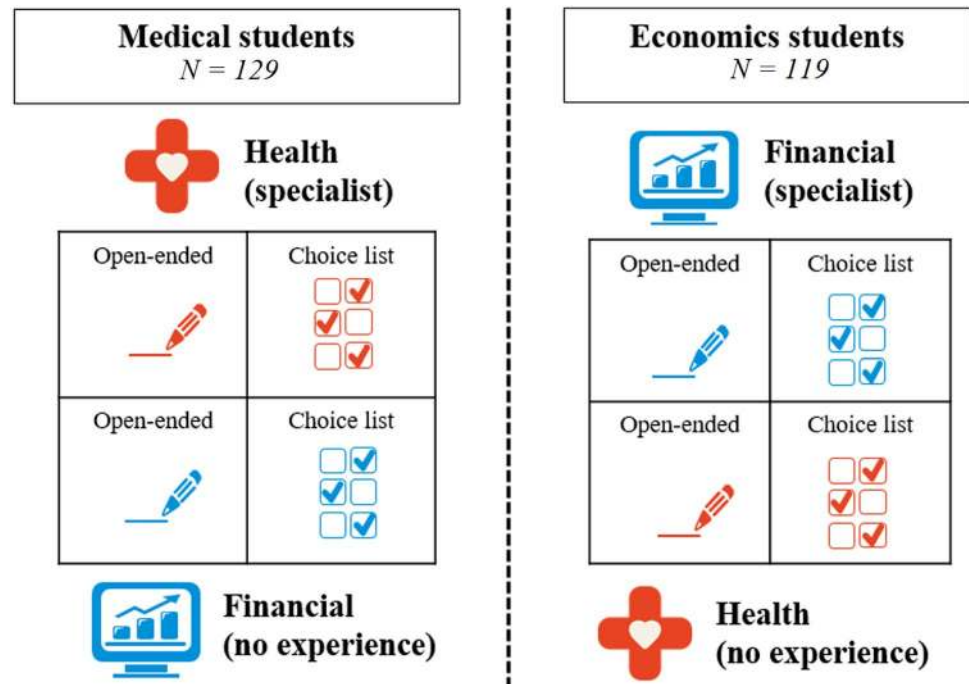 Medical students
N = 129
Health
(specialist)
Open-ended
Choice list
Open-ended
Choice list
Financial
(no experience)
Economics students
N = 119
Financial
(specialist)
Open-ended
Choice list
Open-ended
Choice list
Health
(no experience)